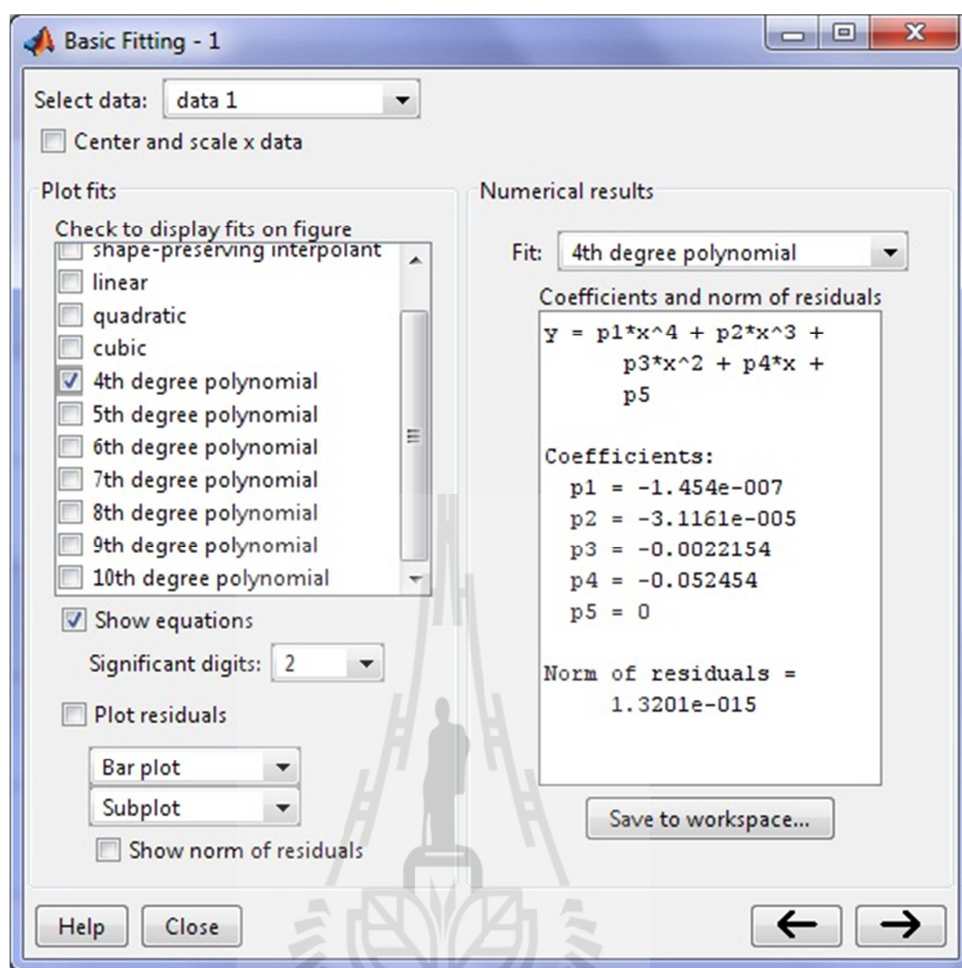 Basic Fitting - 1
Select data: data 1
Center and scale x data
Plot fits
Check to display fits on figure
shape-preserving interpolant
linear
quadratic
cubic
4th degree polynomial
5th degree polynomial
6th degree polynomial
7th degree polynomial
8th degree polynomial
9th degree polynomial
10th degree polynomial
Show equations
Significant digits: 2
Plot residuals
Bar plot
Subplot
Show norm of residuals
Numerical results
Fit: 4th degree polynomial
Coefficients and norm of residuals
y = p1*x^4 + p2*x^3 +
p3*x^2 + p4*x +
p5
Coefficients:
p1 = -1.454e-007
p2 = -3.1161e-005
p3 = -0.0022154
p4 = -0.052454
p5 = 0
Norm of residuals =
1.3201e-015
Save to workspace...
Help Close